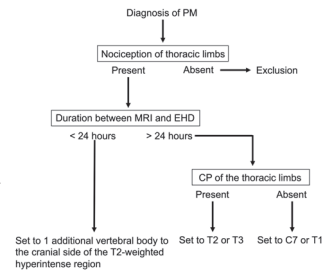 Diagnosis of PM
Nociception of thoracic limbs
Present Absent Exclusion
Duration between MRI and EHD
< 24 hours > 24 hours
CP of the thoracic limbs
Present Absent
Set to 1 additional vertebral body to
the cranial side of the T2-weighted
hyperintense region
Set to T2 or T3
Set to C7 or T1